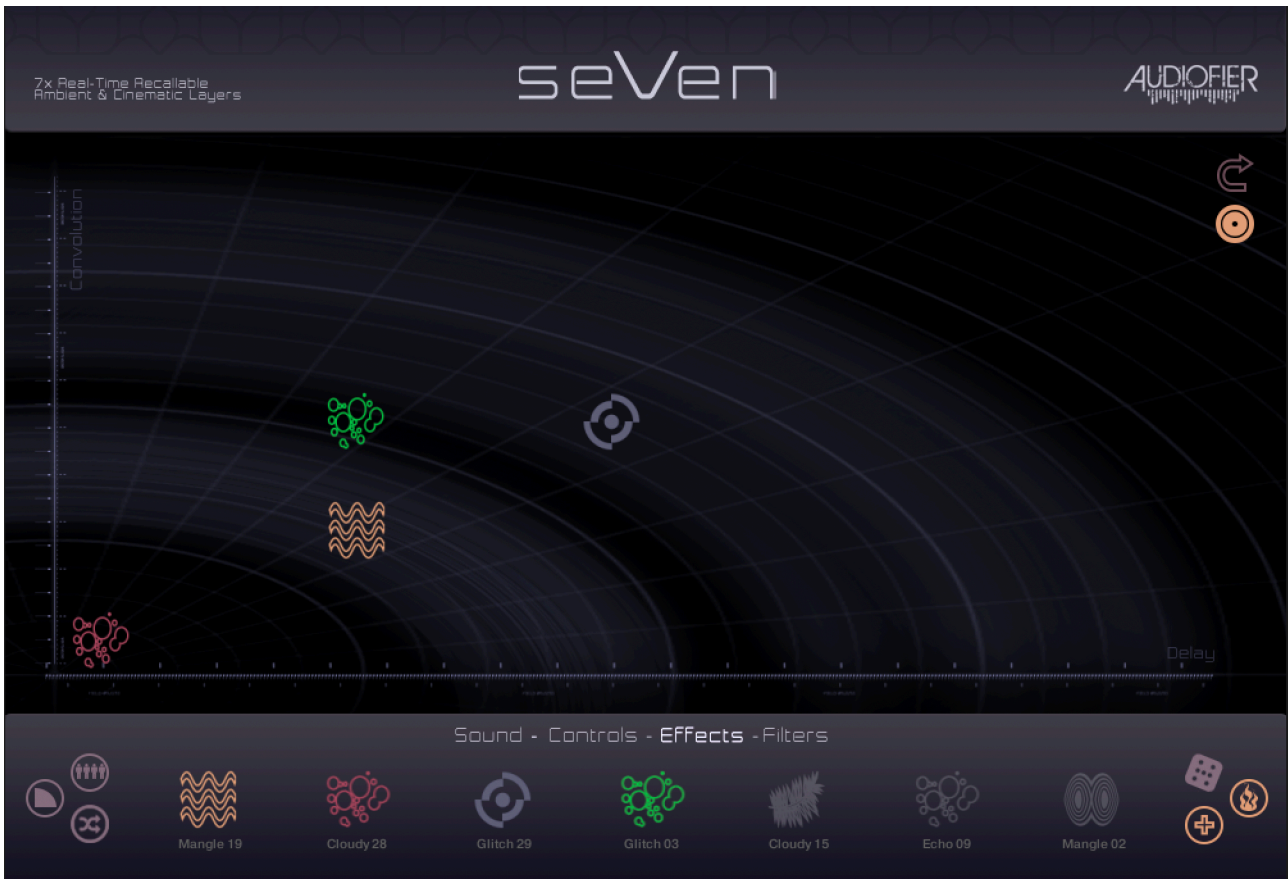 7x Real-Time Recallable
Ambient & Cinematic Layers
seVen
AUDIOFIER
Convolution
Delay
Sound - Controls - Effects - Filters
Mangle 19
Cloudy 28
Glitch 29
Glitch 03
Cloudy 15
Echo 09
Mangle 02